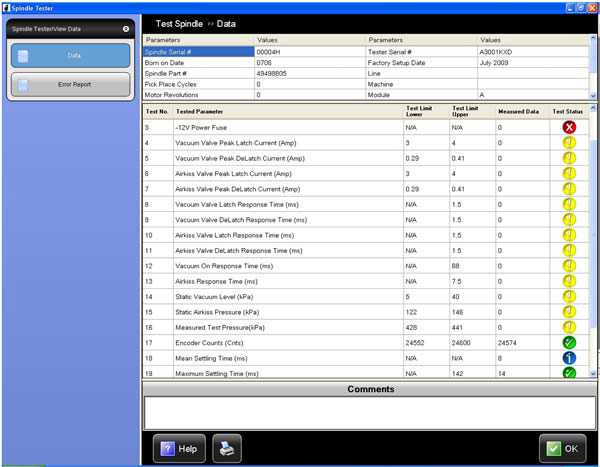 Spindle Tester
Spindle Tester/View Data
Data
Error Report
Test Spindle ›› Data
Parameters Values Parameters Values
Spindle Serial # 00004H Tester Serial # A3001KXD
Born on Date 0706 Factory Setup Date July 2009
Spindle Part # 49498805 Line
Pick Place Cycles 0 Machine
Motor Revolutions 0 Module A
Test No. Tested Parameter Test Limit Lower Test Limit Upper Measured Data Test Status
3 -12V Power Fuse N/A N/A 0
4 Vacuum Valve Peak Latch Current (Amp) 3 4 0
5 Vacuum Valve Peak DeLatch Current (Amp) 0.29 0.41 0
6 Airkiss Valve Peak Latch Current (Amp) 3 4 0
7 Airkiss Valve Peak DeLatch Current (Amp) 0.29 0.41 0
8 Vacuum Valve Latch Response Time (ms) N/A 1.5 0
9 Vacuum Valve DeLatch Response Time (ms) N/A 1.5 0
10 Airkiss Valve Latch Response Time (ms) N/A 1.5 0
11 Airkiss Valve DeLatch Response Time (ms) N/A 1.5 0
12 Vacuum On Response Time (ms) N/A 68 0
13 Airkiss Response Time (ms) N/A 7.5 0
14 Static Vacuum Level (kPa) 5 40 0
15 Static Airkiss Pressure (kPa) 122 146 0
16 Measured Test Pressure(kPa) 428 441 0
17 Encoder Counts (Cnts) 24552 24600 24574
18 Mean Settling Time (ms) N/A N/A 8
19 Maximum Settling Time (ms) N/A 142 14
Comments
Help
OK